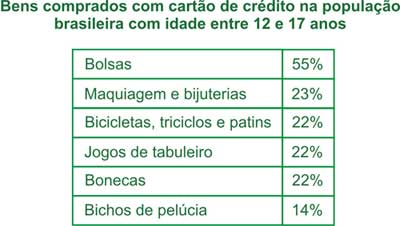 Bens comprados com cartão de crédito na população
brasileira com idade entre 12 e 17 anos
Bolsas 55%
Maquiagem e bijuterias 23%
Bicicletas, triciclos e patins 22%
Jogos de tabuleiro 22%
Bonecas 22%
Bichos de pelúcia 14%